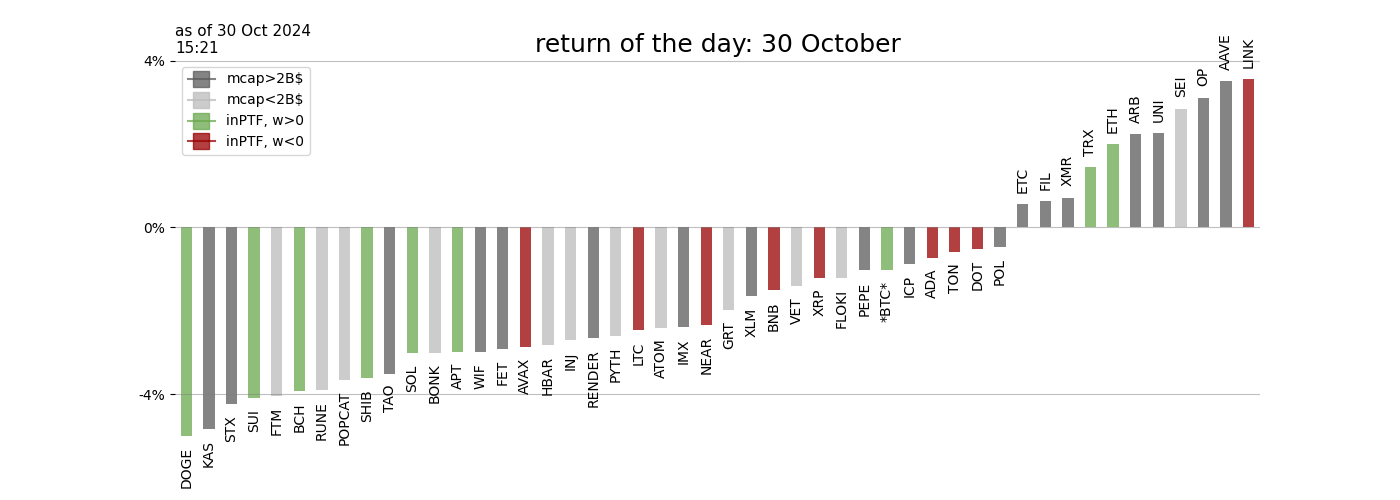 as of 30 Oct 2024
15:21
return of the day: 30 October
4%
0%
-4%
mcap>2B$
mcap<2B$
inPTF, w>0
inPTF, w<0
DOGE
KAS
STX
SUI
FTM
BCH
RUNE
POPCAT
SHIB
TAO
SOL
BONK
APT
WIF
FET
AVAX
HBAR
INJ
RENDER
PYTH
LTC
ATOM
IMX
NEAR
GRT
XLM
BNB
VET
XRP
FLOKI
PEPE
*BTC*
ICP
ADA
TON
DOT
POL
ETC
FIL
XMR
TRX
ETH
ARB
UNI
SEI
OP
AAVE
LINK